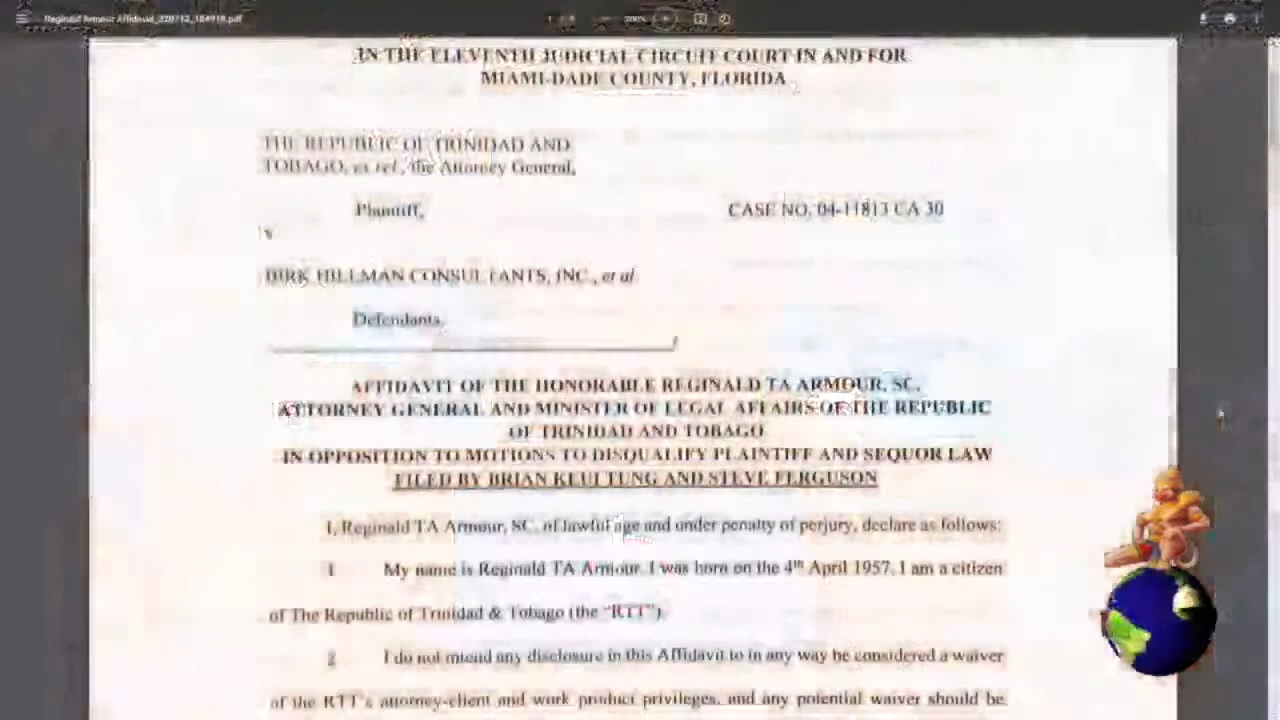 Reginald Armour Affidavid_220712_184918.pdf
200%
IN THE ELEVENTH JUDICIAL CIRCUIT COURT IN AND FOR
MIAMI-DADE COUNTY, FLORIDA
THE REPUBLIC OF TRINIDAD AND
TOBAGO, ex rel., the Attorney General,
Plaintiff,
CASE NO. 04-11813 CA 30
v
BIRK HILLMAN CONSULTANTS, INC., et al
Defendants.
/
AFFIDAVIT OF THE HONORABLE REGINALD TA ARMOUR, SC,
ATTORNEY GENERAL AND MINISTER OF LEGAL AFFAIRS OF THE REPUBLIC
OF TRINIDAD AND TOBAGO
IN OPPOSITION TO MOTIONS TO DISQUALIFY PLAINTIFF AND SEQUOR LAW
FILED BY BRIAN KEUI TUNG AND STEVE FERGUSON
I, Reginald TA Armour, SC, of lawful age and under penalty of perjury, declare as follows:
1 My name is Reginald TA Armour. I was born on the 4th April 1957. I am a citizen
of The Republic of Trinidad & Tobago (the “RTT”).
2 I do not intend any disclosure in this Affidavit to in any way be considered a waiver
of the RTT's attorney-client and work product privileges, and any potential waiver should be